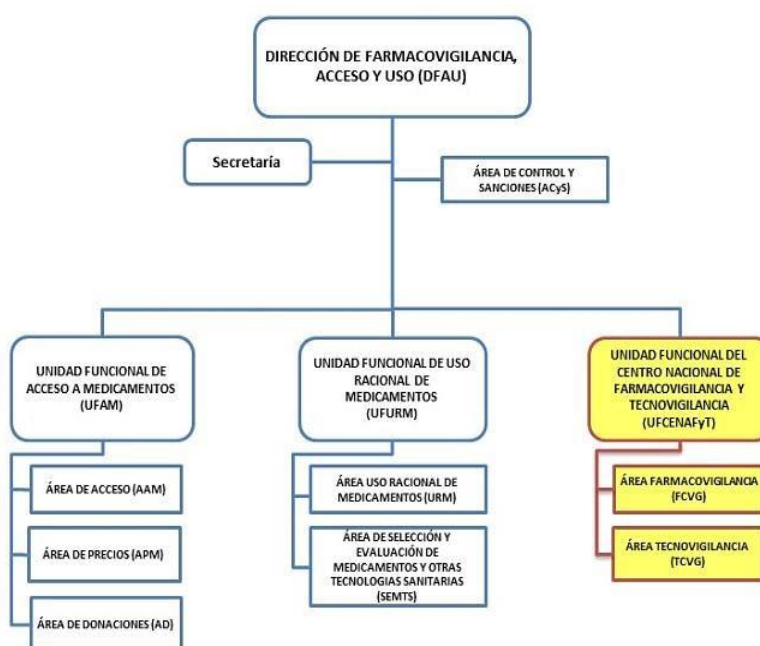 DIRECCIÓN DE FARMACOVIGILANCIA,
ACCESO Y USO (DFAU)
Secretaría
ÁREA DE CONTROL Y
SANCIONES (ACyS)
UNIDAD FUNCIONAL DE
ACCESO A MEDICAMENTOS
(UFAM)
ÁREA DE ACCESO (AAM)
ÁREA DE PRECIOS (APM)
ÁREA DE DONACIONES (AD)
UNIDAD FUNCIONAL DE USO
RACIONAL DE
MEDICAMENTOS
(UFURM)
ÁREA USO RACIONAL DE
MEDICAMENTOS (URM)
ÁREA DE SELECCIÓN Y
EVALUACIÓN DE
MEDICAMENTOS Y OTRAS
TECNOLOGIAS SANITARIAS
(SEMTS)
UNIDAD FUNCIONAL DEL
CENTRO NACIONAL DE
FARMACOVIGILANCIA Y
TECNOVIGILANCIA
(UFCENAFyT)
ÁREA FARMACOVIGILANCIA
(FCVG)
ÁREA TECNOVIGILANCIA
(TCVG)